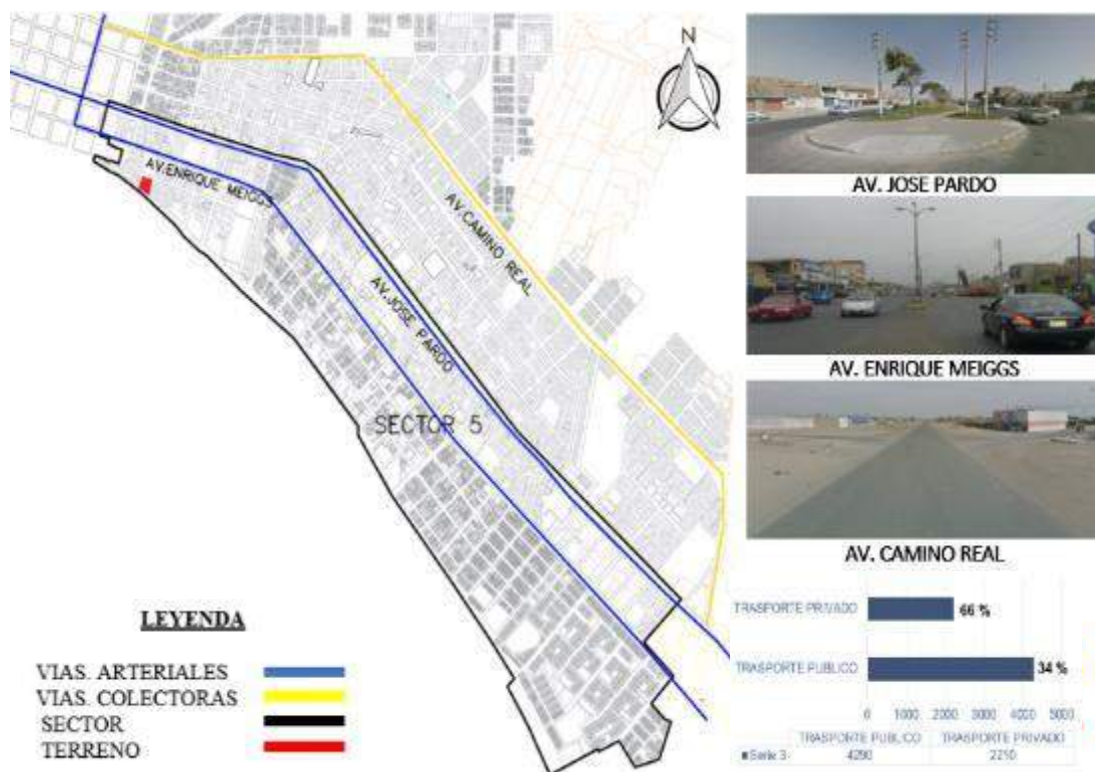 N
AV. ENRIQUE MEIGGS
AV. CAMINO REAL
AV. JOSE PARDO
SECTOR 5
LEYENDA
VIAS. ARTERIALES
VIAS. COLECTORAS
SECTOR
TERRENO
AV. JOSE PARDO
AV. ENRIQUE MEIGGS
AV. CAMINO REAL
TRASPORTE PRIVADO
66 %
TRASPORTE PUBLICO
34 %
0 1000 2000 3000 4000 5000
TRASPORTE PUBLICO TRASPORTE PRIVADO
Serie 3 4290 2210